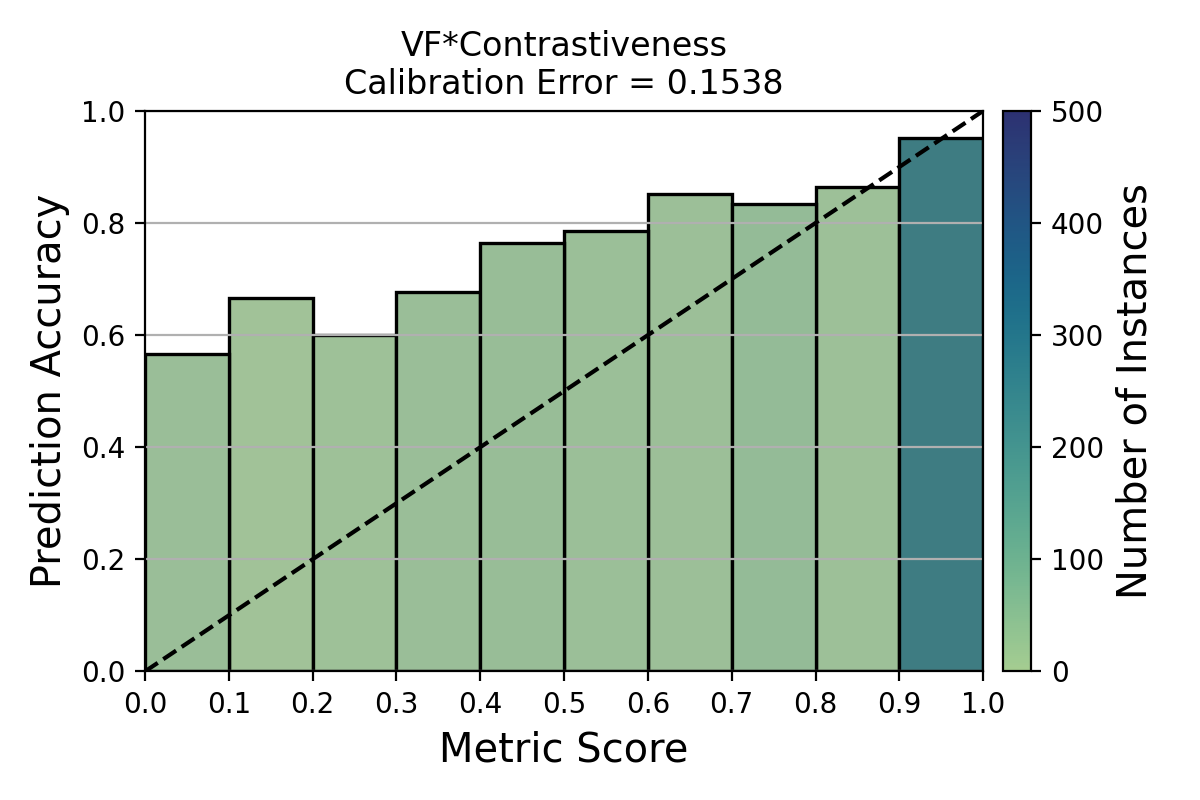 VF*Contrastiveness
Calibration Error = 0.1538
1.0
0.8
0.6
0.4
0.2
0.0
Prediction Accuracy
0.0 0.1 0.2 0.3 0.4 0.5 0.6 0.7 0.8 0.9 1.0
Metric Score
500
400
300
200
100
0
Number of Instances